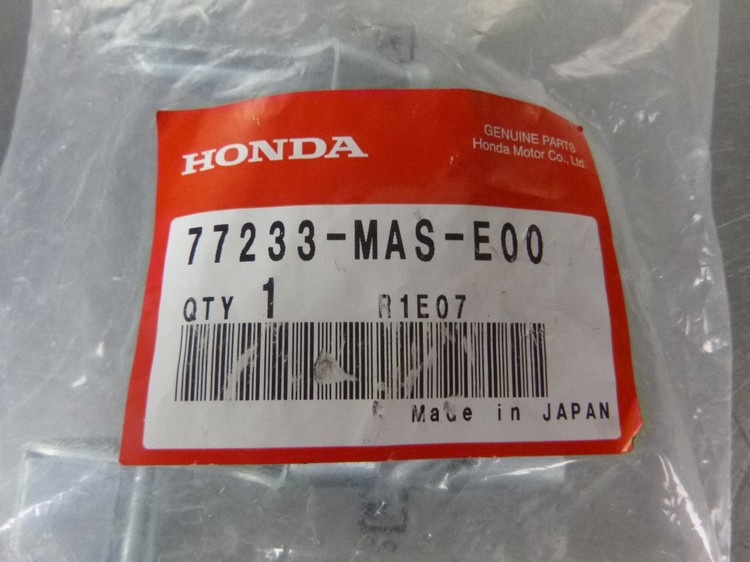 HONDA
GENUINE PARTS
Honda Motor Co., Ltd.
77233-MAS-E00
QTY 1 R1E07
Made in JAPAN